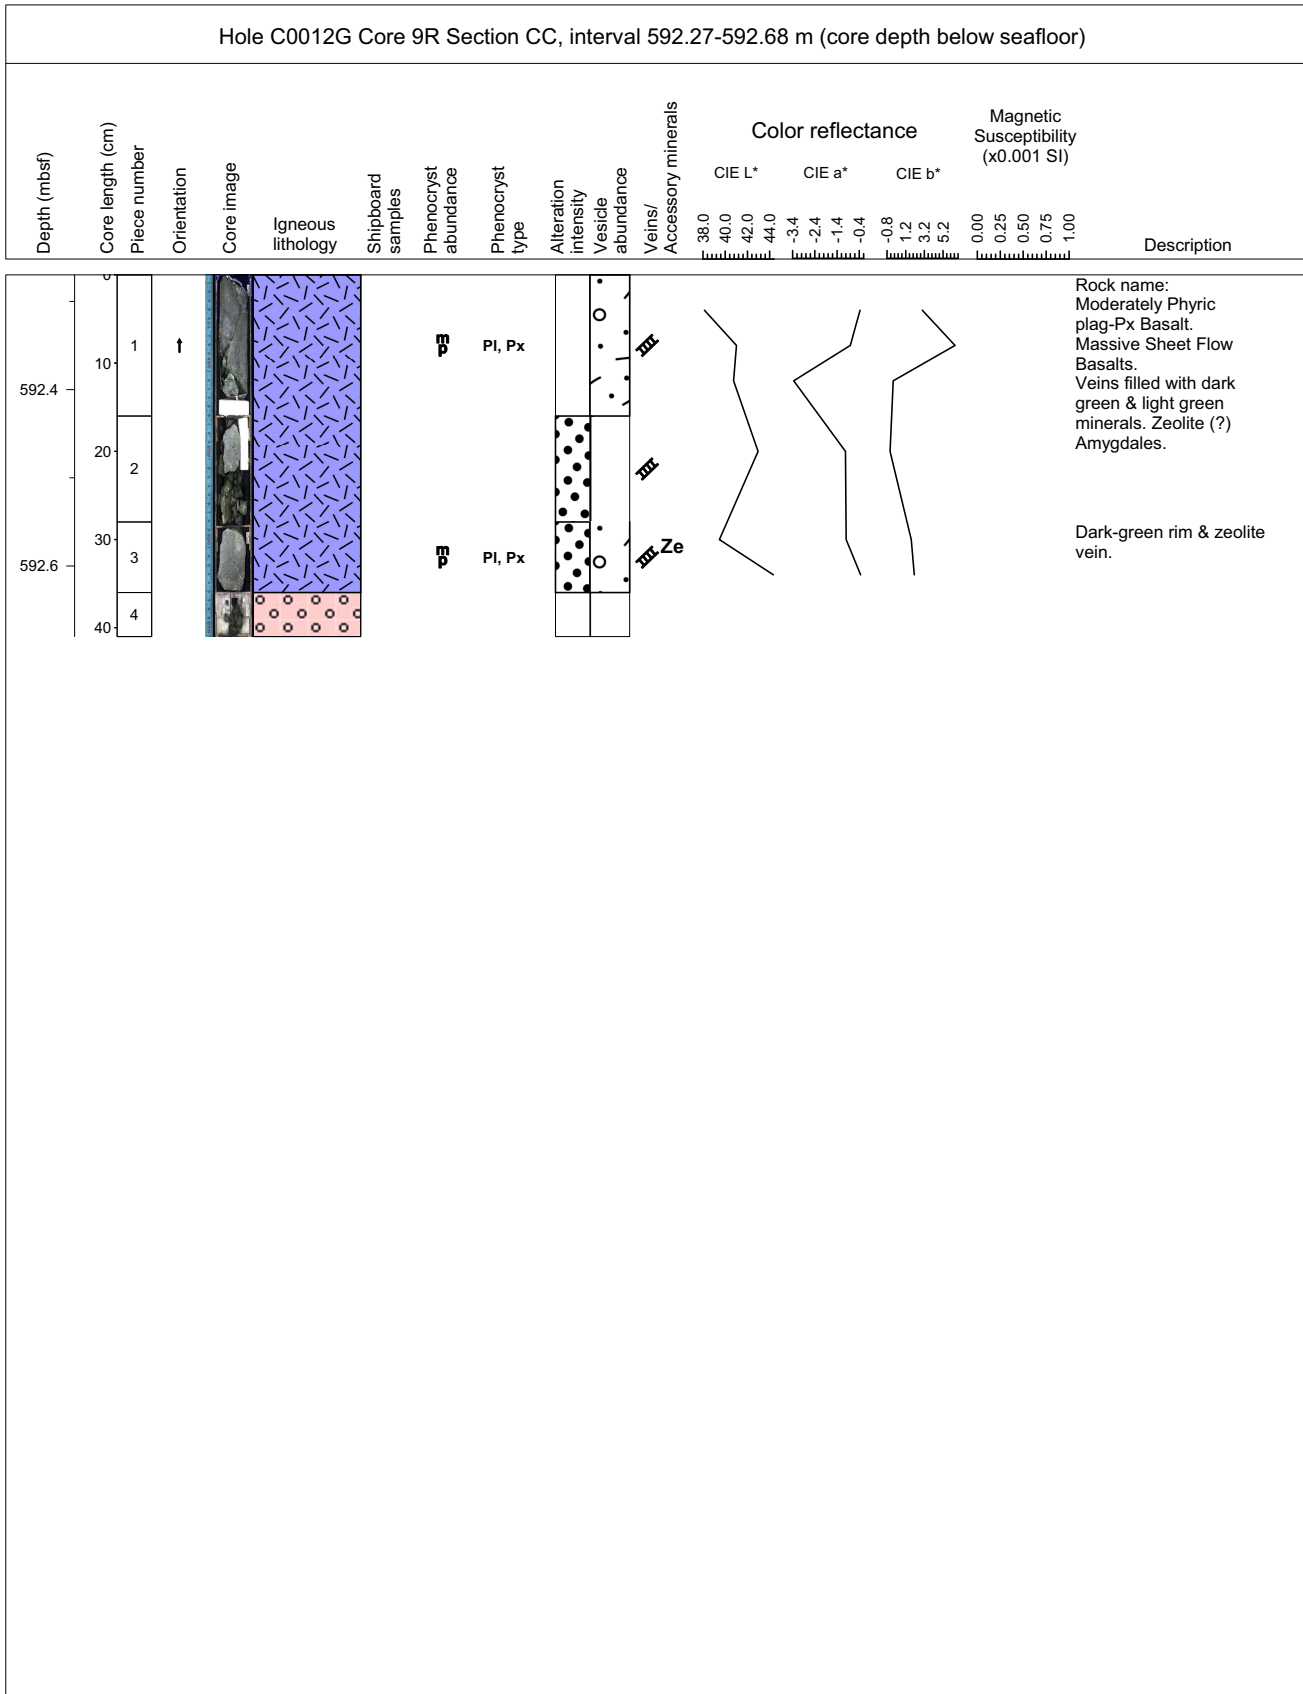 Hole C0012G Core 9R Section CC, interval 592.27-592.68 m (core depth below seafloor)
Depth (mbsf)
Core length (cm)
Piece number
Orientation
Core image
Igneous
lithology
Shipboard
samples
Phenocryst
abundance
Phenocryst
type
Alteration
intensity
Vesicle
abundance
Veins/
Accessory minerals
Color reflectance
CIE L*
CIE a*
CIE b*
Magnetic
Susceptibility
(x0.001 SI)
38.0
40.0
42.0
44.0
-3.4
-2.4
-1.4
-0.4
-0.8
1.2
3.2
5.2
0.00
0.25
0.50
0.75
1.00
Description
592.4
592.6
0
10
20
30
40
1
2
3
4
mp
Pl, Px
mp
Pl, Px
Ze
Rock name:
Moderately Phyric
plag-Px Basalt.
Massive Sheet Flow
Basalts.
Veins filled with dark
green & light green
minerals. Zeolite (?)
Amygdales.
Dark-green rim & zeolite
vein.